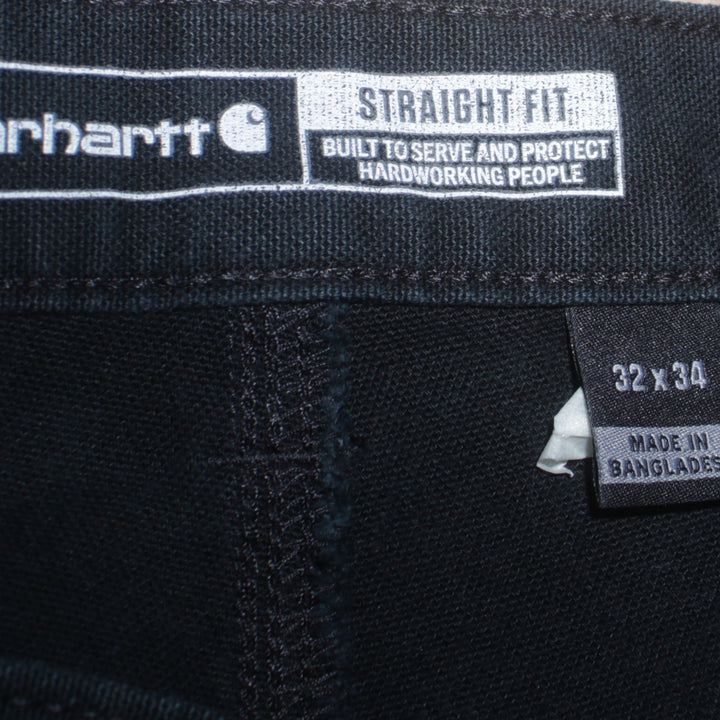 arhartt
STRAIGHT FIT
BUILT TO SERVE AND PROTECT
HARDWORKING PEOPLE
32 x 34
MADE IN
BANGLADES